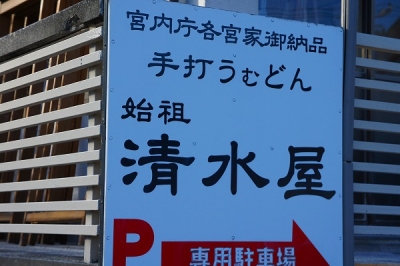 宮内庁各宮家御納品
手打うむどん
始祖
清水屋
P 専用駐車場